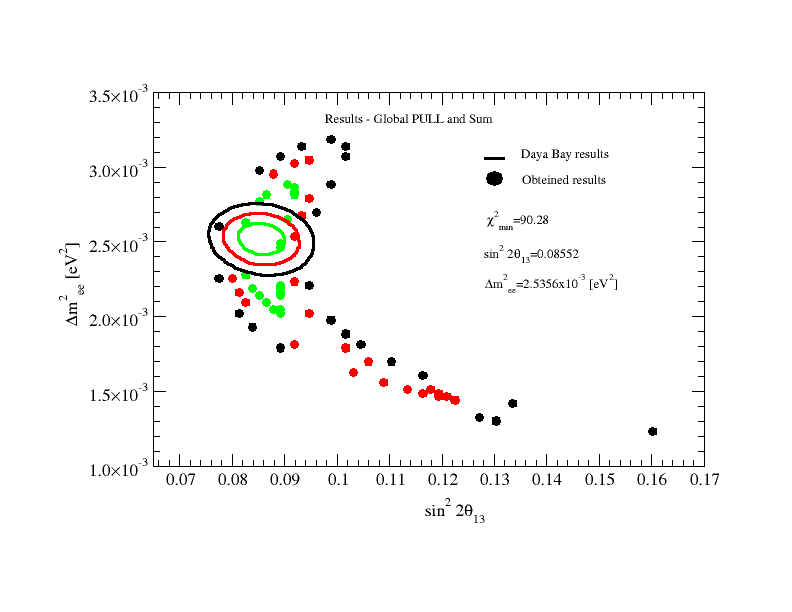 Results - Global PULL and Sum
Daya Bay results
Obteined results
χ²min=90.28
sin² 2θ13=0.08552
Δm²ee=2.5356x10⁻³ [eV²]
Δm²ee [eV²]
3.5×10⁻³
3.0×10⁻³
2.5×10⁻³
2.0×10⁻³
1.5×10⁻³
1.0×10⁻³
0.07 0.08 0.09 0.1 0.11 0.12 0.13 0.14 0.15 0.16 0.17
sin² 2θ13